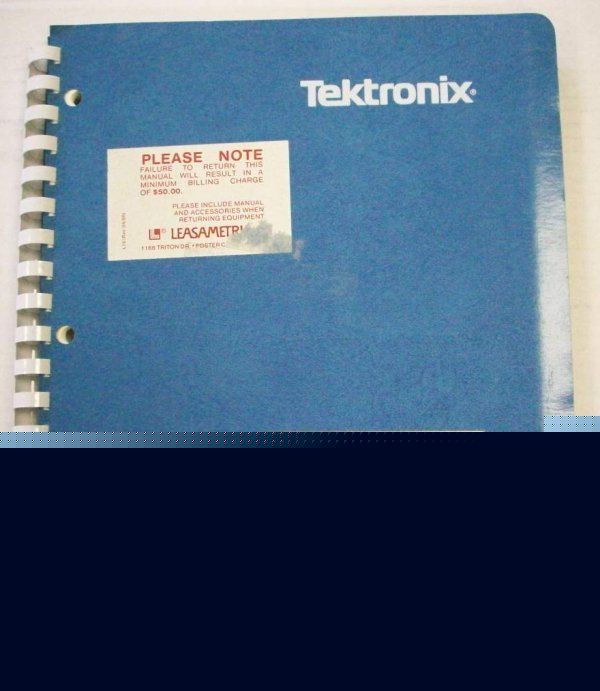 Tektronix®
PLEASE NOTE
FAILURE TO RETURN THIS
MANUAL WILL RESULT IN A
MINIMUM BILLING CHARGE
OF $50.00.
PLEASE INCLUDE MANUAL
AND ACCESSORIES WHEN
RETURNING EQUIPMENT
LEASAMETRI
1166 TRITON DR. • FOSTER C